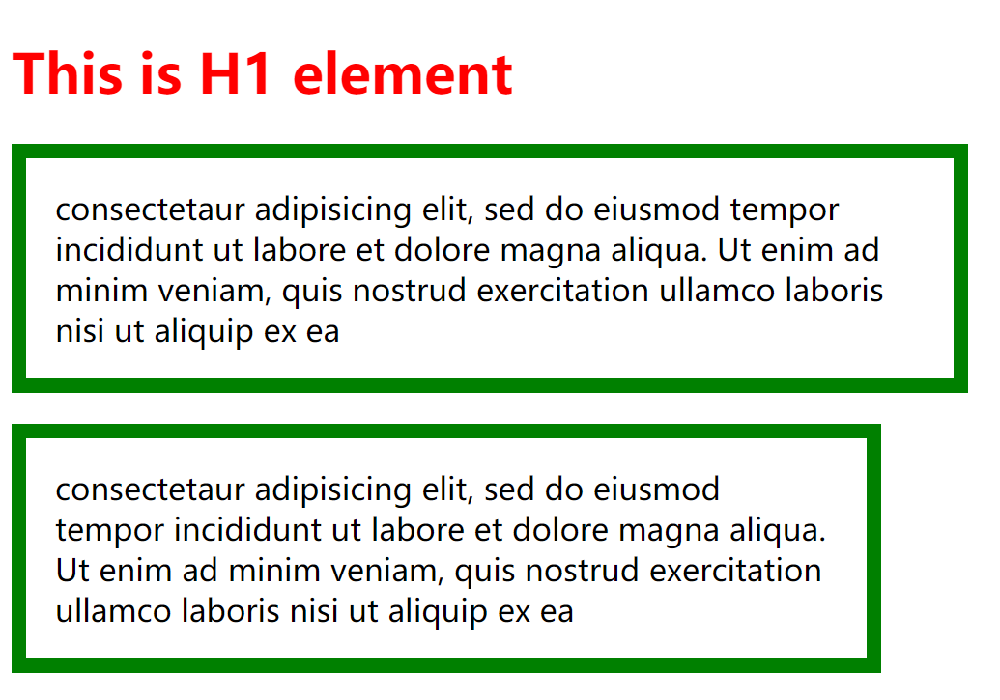 This is H1 element
consectetaur adipisicing elit, sed do eiusmod tempor
incididunt ut labore et dolore magna aliqua. Ut enim ad
minim veniam, quis nostrud exercitation ullamco laboris
nisi ut aliquip ex ea
consectetaur adipisicing elit, sed do eiusmod
tempor incididunt ut labore et dolore magna aliqua.
Ut enim ad minim veniam, quis nostrud exercitation
ullamco laboris nisi ut aliquip ex ea